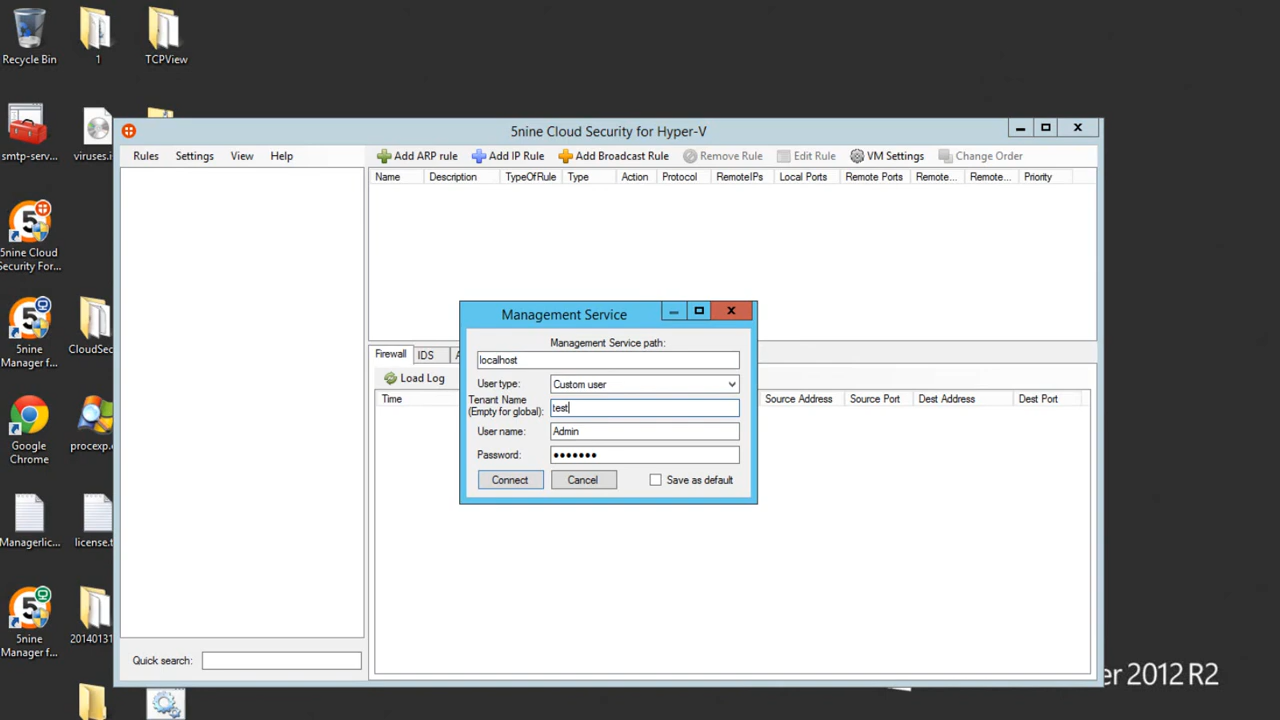 Recycle Bin
1
TCPView
smtp-serv...
viruses.i
5nine Cloud
Security For...
5nine
Manager f...
CloudSec
Google
Chrome
procexp.
Managerlic...
license.t
5nine
Manager f...
20140131
5nine Cloud Security for Hyper-V
Rules Settings View Help
Add ARP rule Add IP Rule Add Broadcast Rule Remove Rule Edit Rule VM Settings Change Order
Name Description TypeOfRule Type Action Protocol RemoteIPs Local Ports Remote Ports Remote... Remote... Priority
Management Service
Management Service path:
localhost
User type: Custom user
Tenant Name
(Empty for global): test
User name: Admin
Password: •••••••
Connect Cancel Save as default
Firewall IDS A
Load Log
Time Source Address Source Port Dest Address Dest Port
Quick search:
er 2012 R2